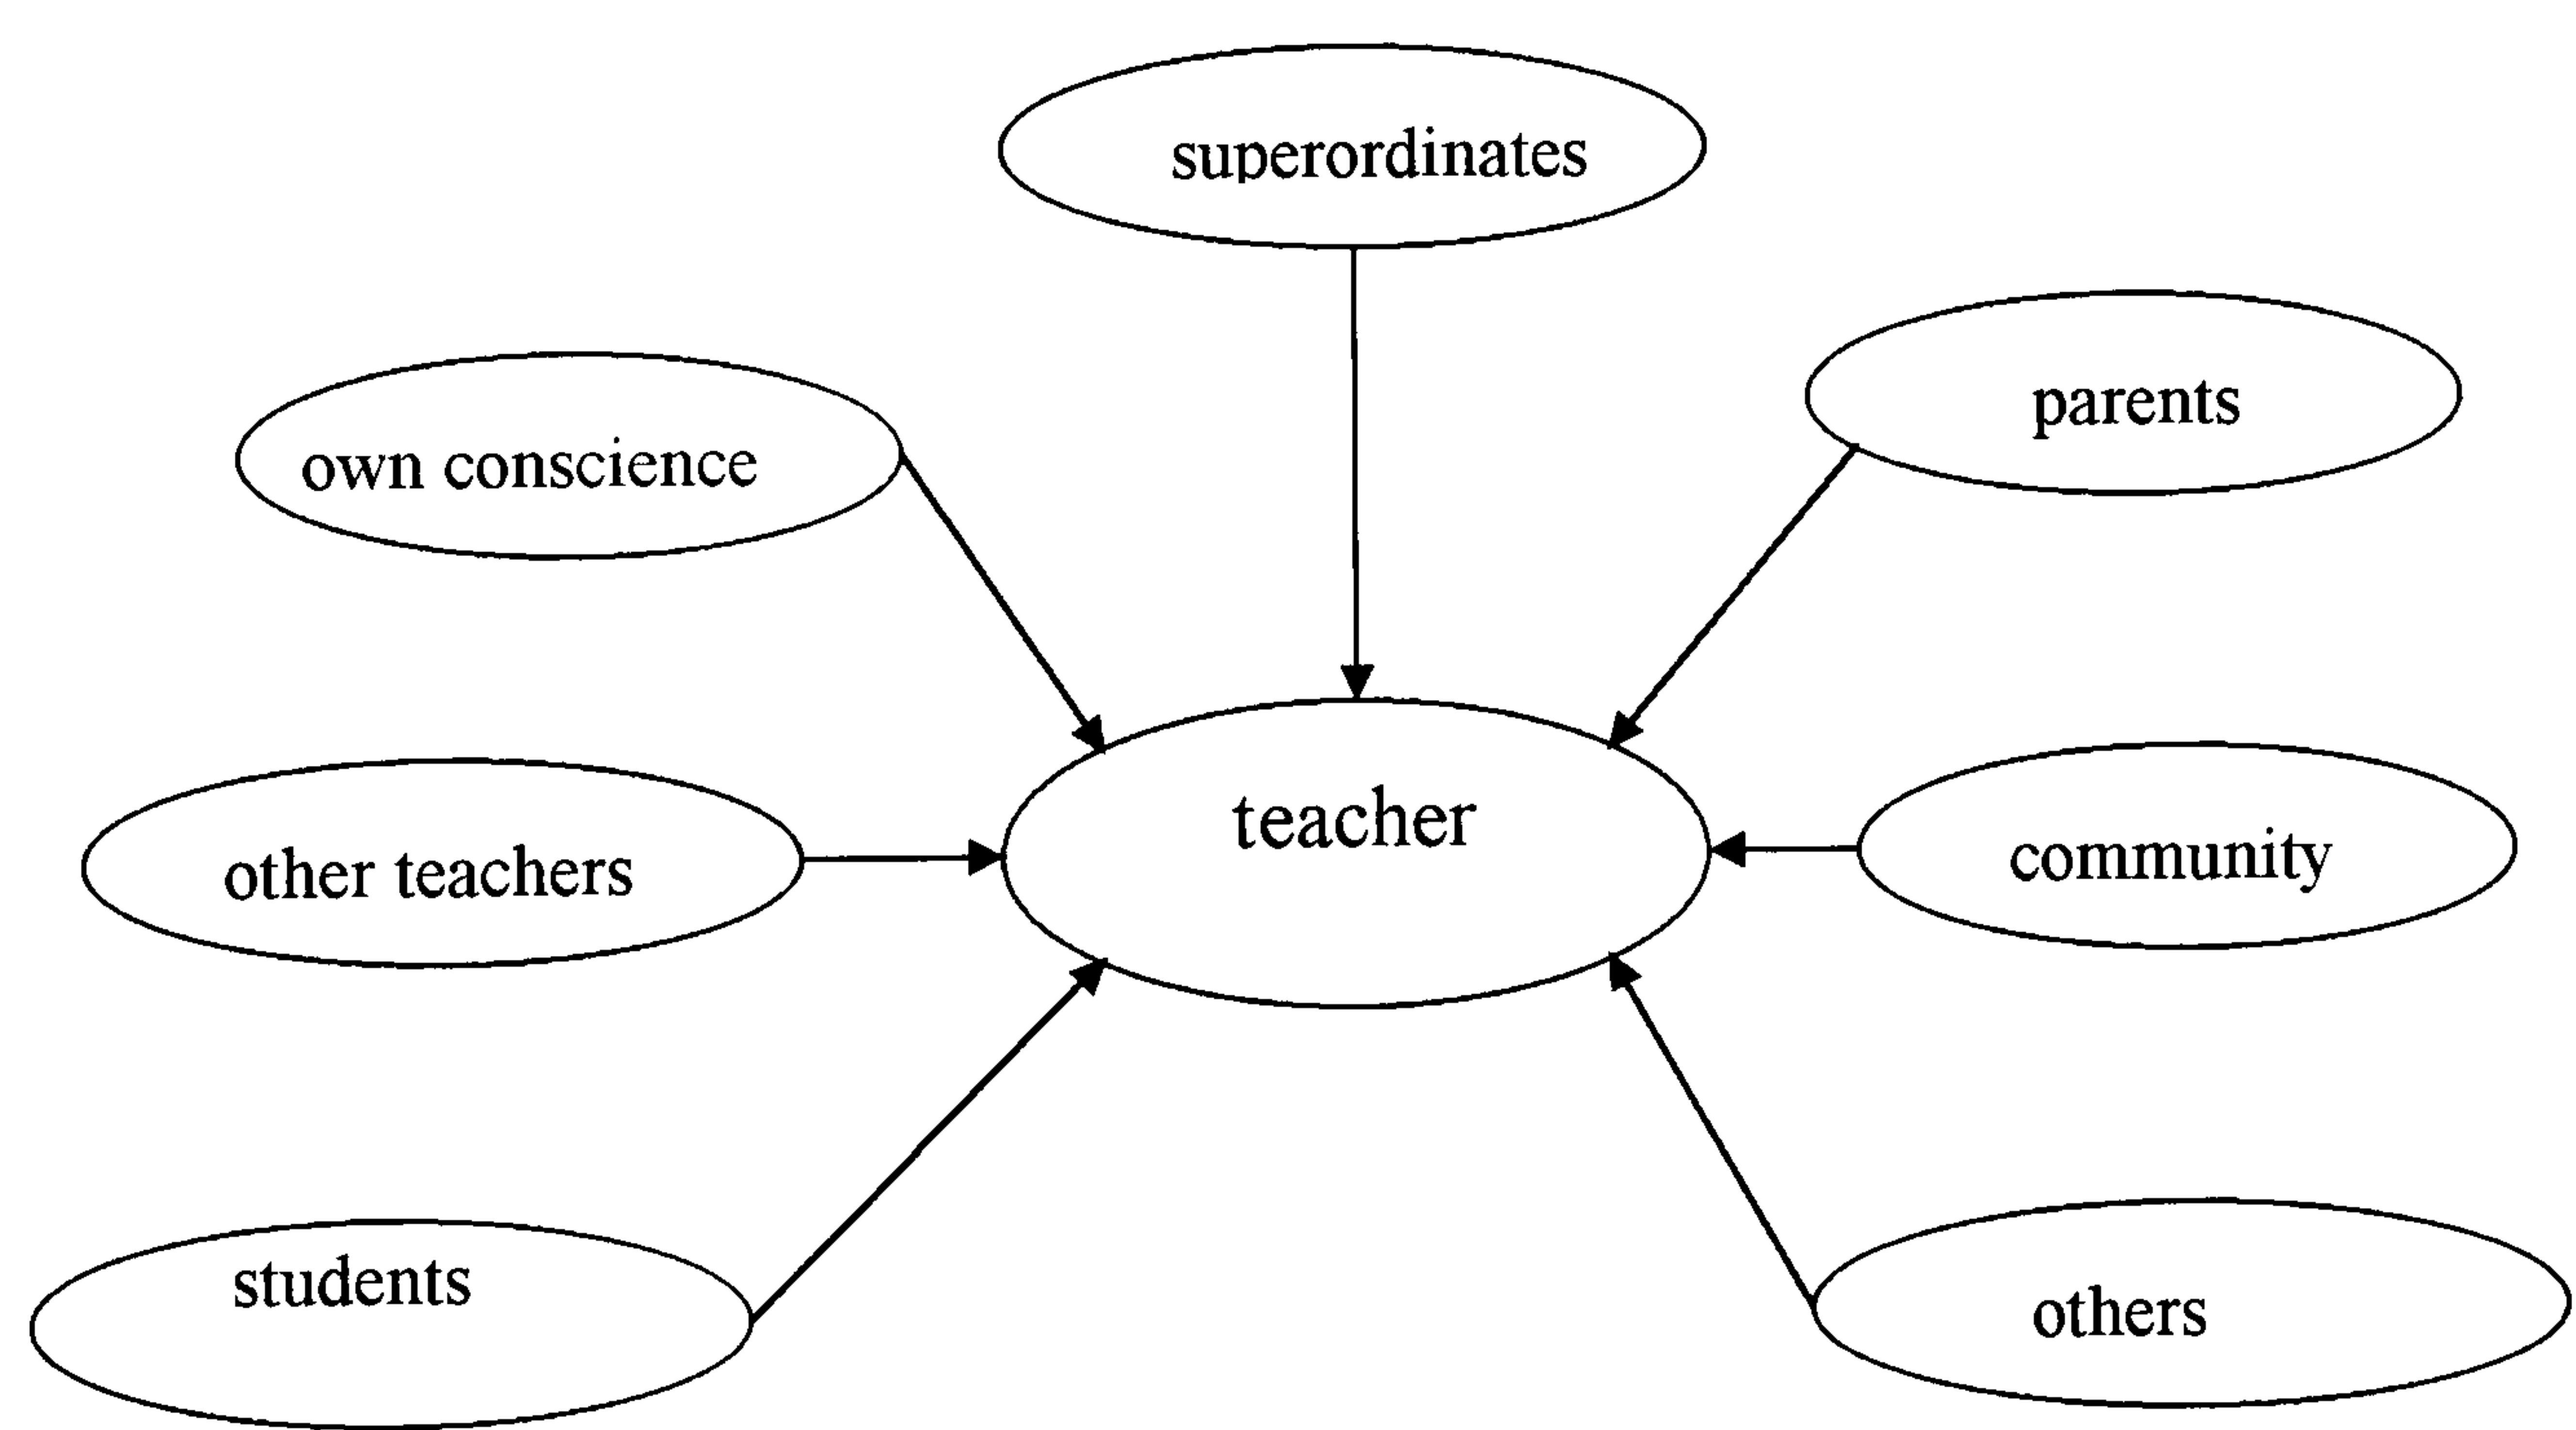 superordinates
parents
own conscience
teacher
community
other teachers
students
others